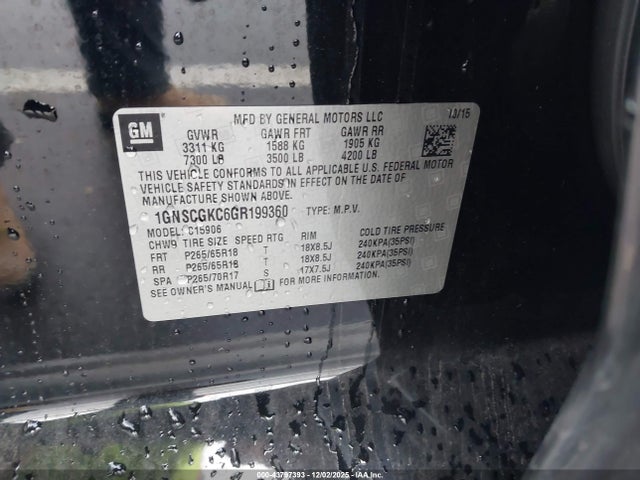 GM
MFD BY GENERAL MOTORS LLC
GVWR GAWR FRT GAWR RR
3311 KG 1588 KG 1905 KG
7300 LB 3500 LB 4200 LB
THIS VEHICLE CONFORMS TO ALL APPLICABLE U.S. FEDERAL MOTOR
VEHICLE SAFETY STANDARDS IN EFFECT ON THE DATE OF
MANUFACTURE SHOWN ABOVE.
1GNSCGKC6GR199360 TYPE: M.P.V.
MODEL: C15906
CHW9 TIRE SIZE SPEED RTG RIM COLD TIRE PRESSURE
FRT P265/65R18 T 18X8.5J 240KPA(35PSI)
RR P265/65R18 T 18X8.5J 240KPA(35PSI)
SPA P265/70R17 S 17X7.5J 240KPA(35PSI)
SEE OWNER'S MANUAL FOR MORE INFORMATION.
000-43797393 - 12/02/2025 - IAA Inc.